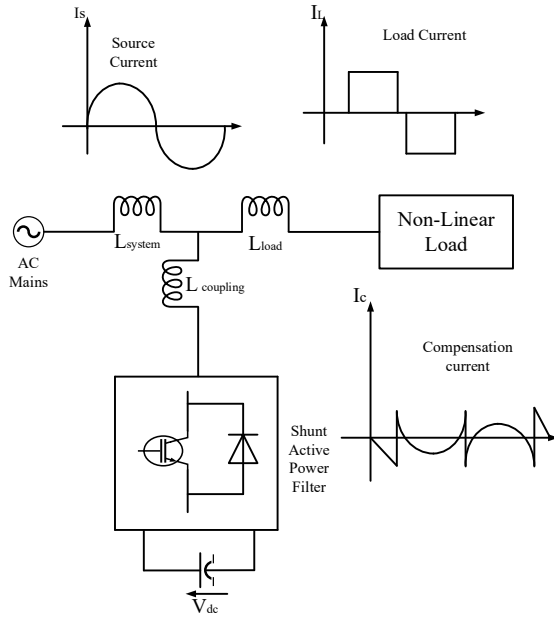 Is
Source
Current
IL
Load Current
AC
Mains
Lsystem
Lload
Non-Linear
Load
L coupling
Ic
Compensation
current
Shunt
Active
Power
Filter
Vdc